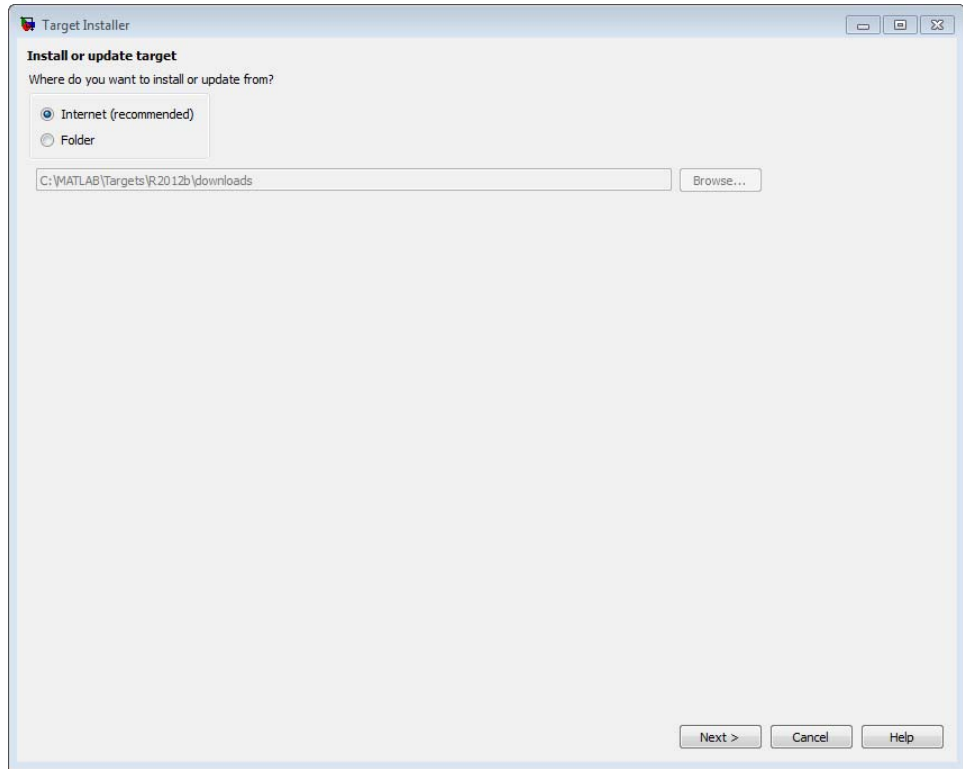 Target Installer
Install or update target
Where do you want to install or update from?
Internet (recommended)
Folder
C:\MATLAB\Targets\R2012b\downloads
Browse...
Next >
Cancel
Help